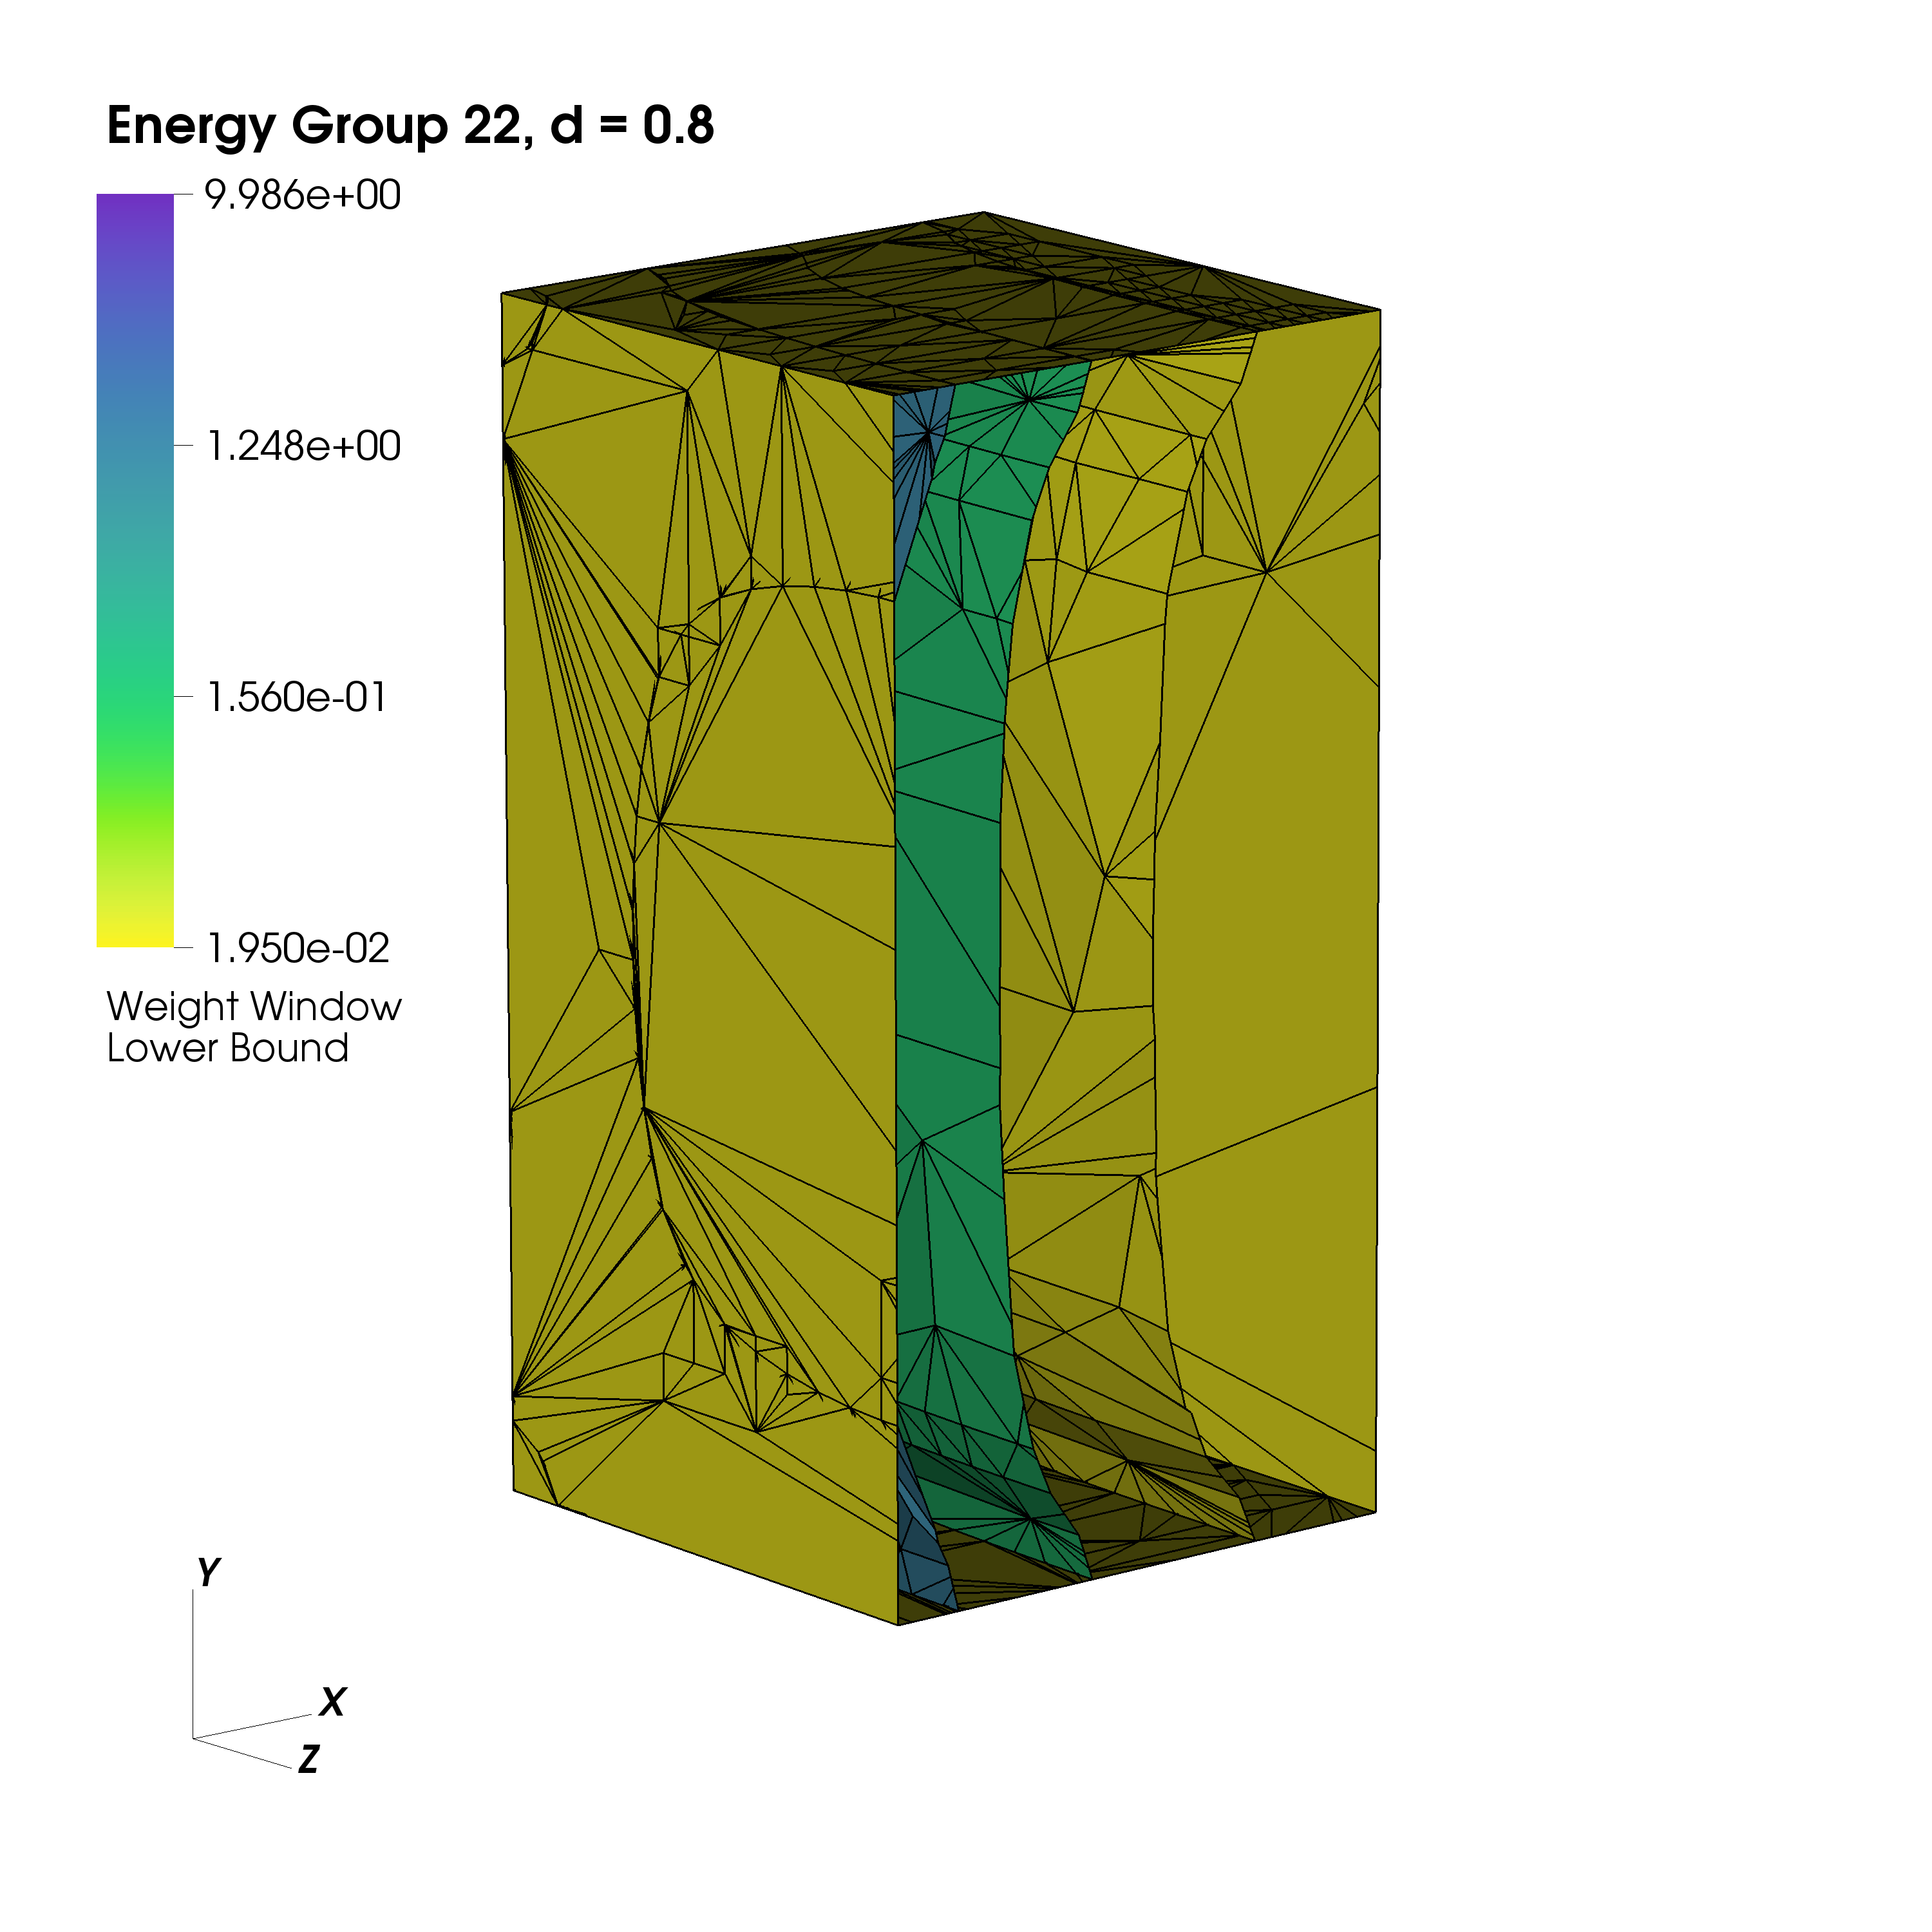 Energy Group 22, d = 0.8
9.986e+00
1.248e+00
1.560e-01
1.950e-02
Weight Window
Lower Bound
Y
X
Z